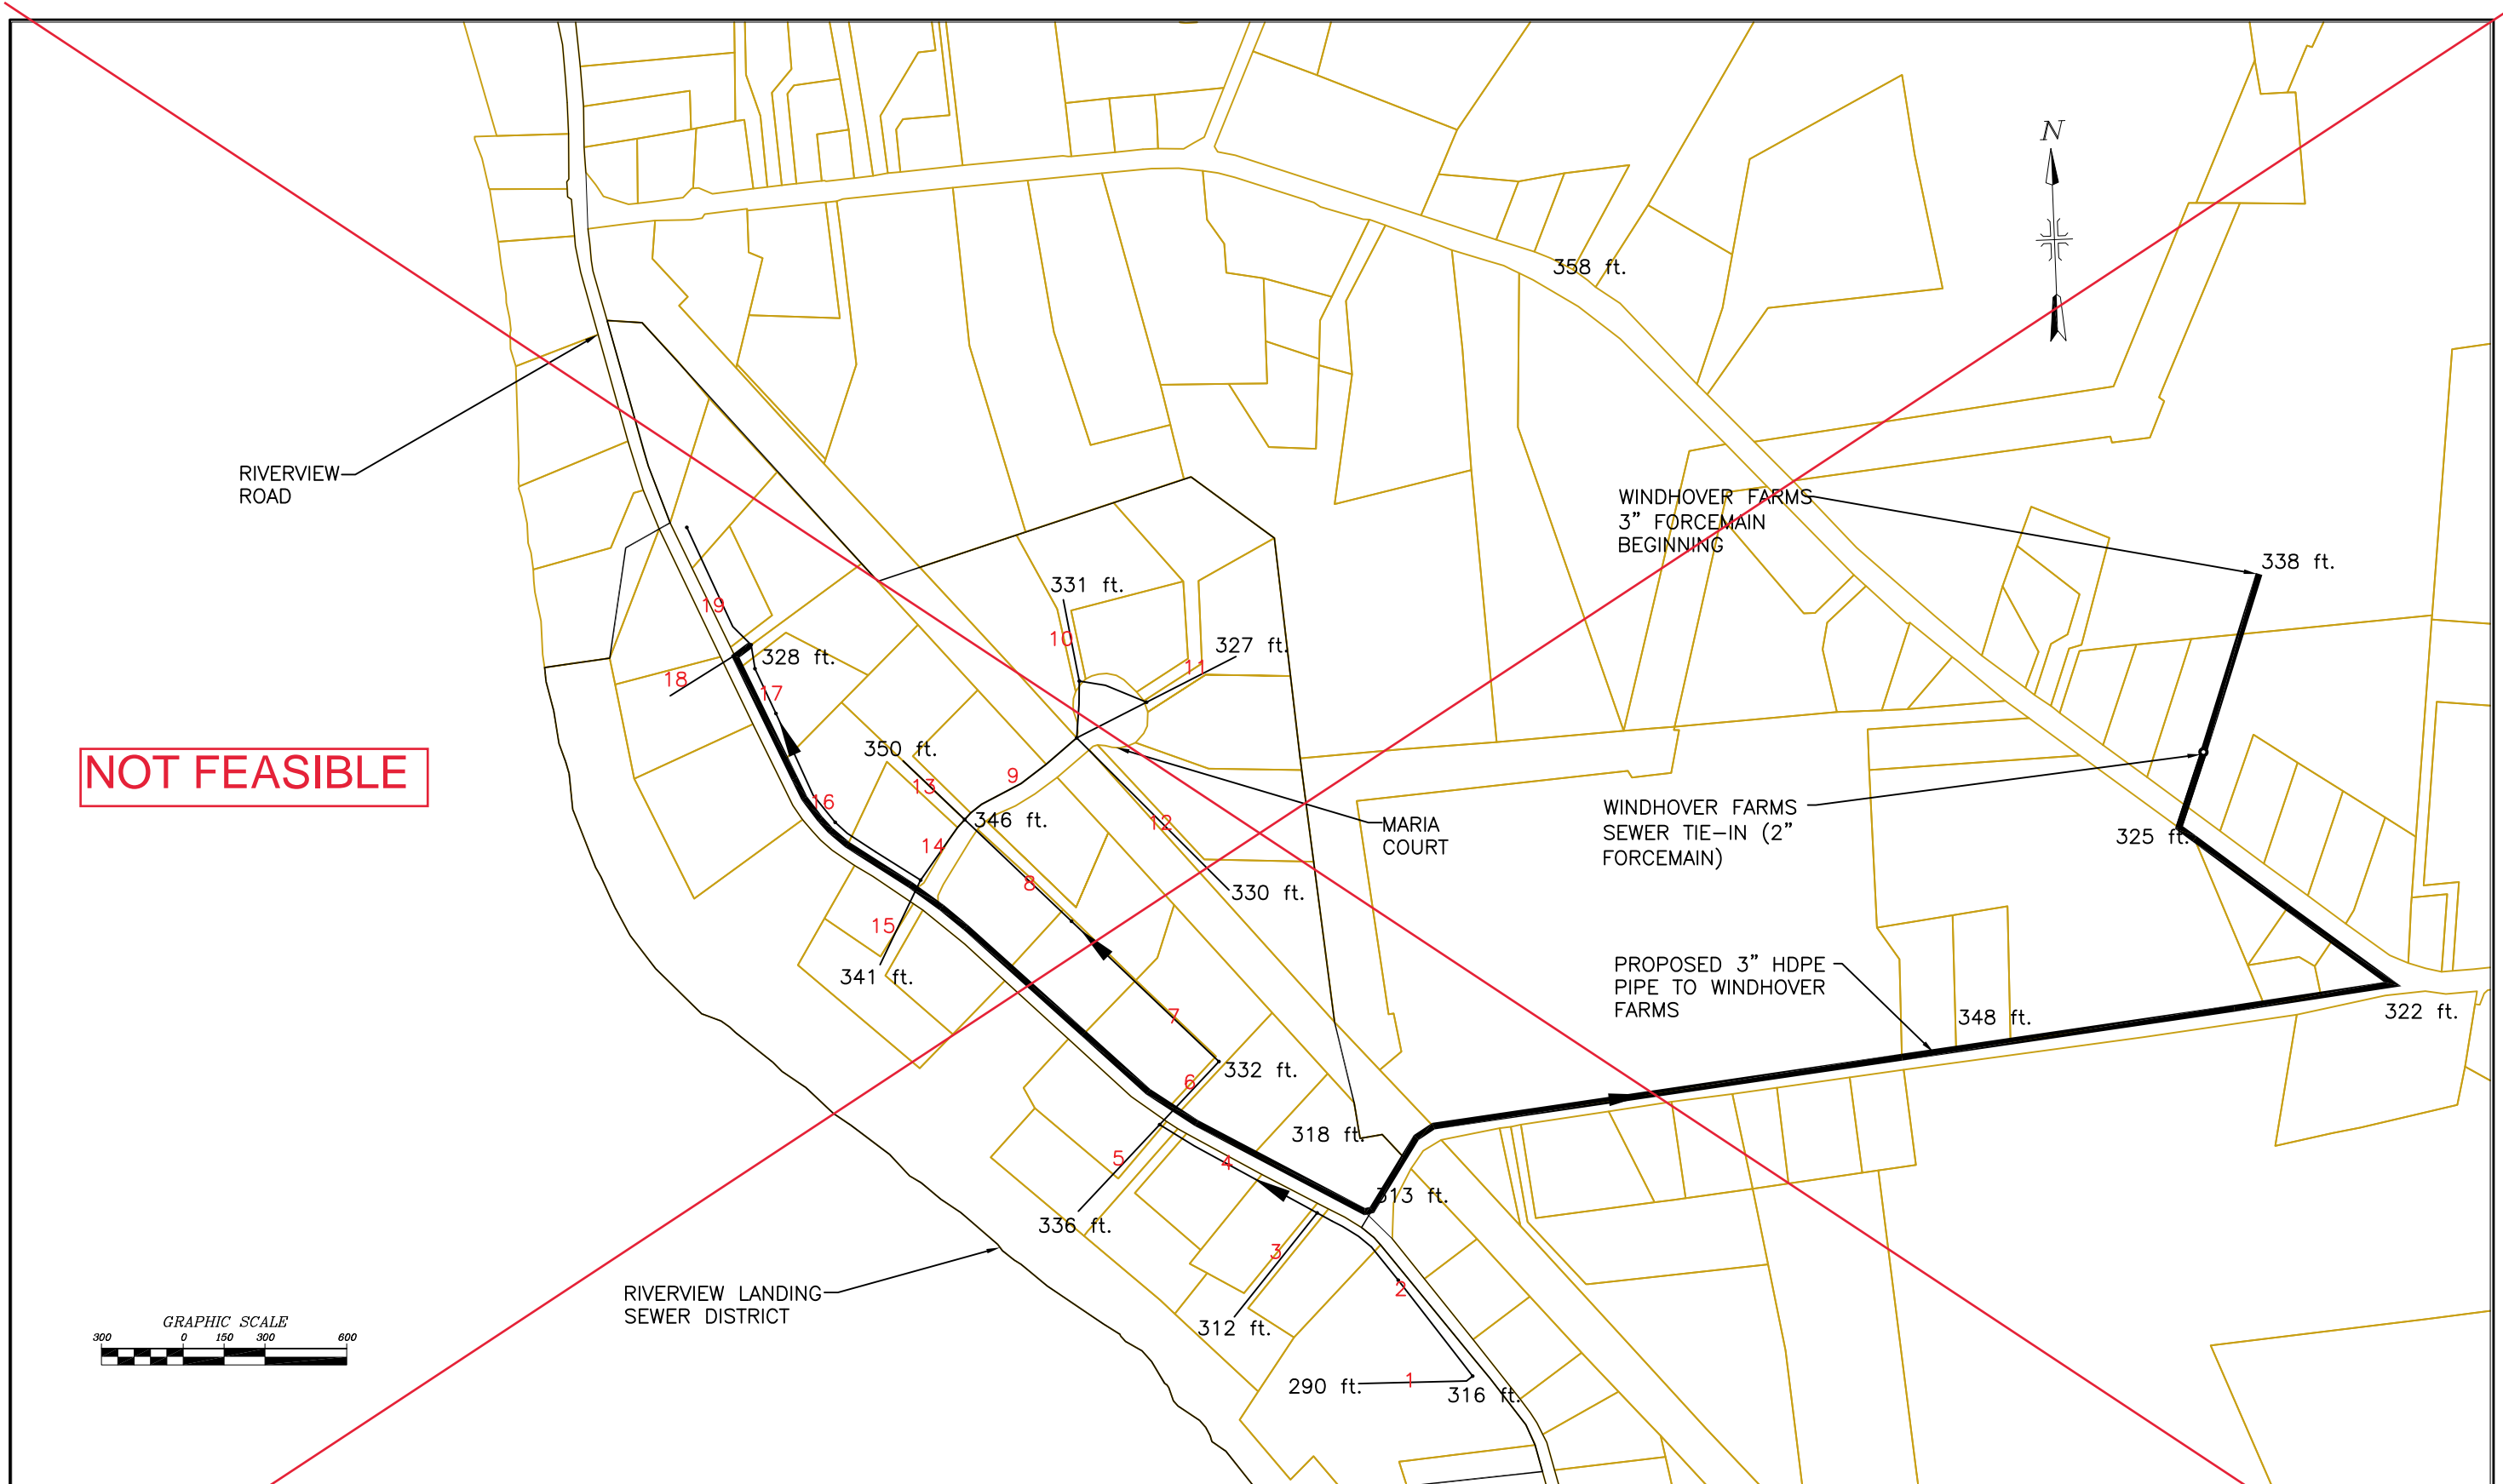 N
358 ft.
RIVERVIEW
ROAD
WINDHOVER FARMS
3" FORCEMAIN
BEGINNING
338 ft.
331 ft.
19
10
327 ft.
11
328 ft.
18
17
350 ft.
NOT FEASIBLE
9
13
16
346 ft.
12
MARIA
COURT
WINDHOVER FARMS
SEWER TIE-IN (2"
FORCEMAIN)
325 ft.
14
8
330 ft.
15
341 ft.
PROPOSED 3" HDPE
PIPE TO WINDHOVER
FARMS
348 ft.
322 ft.
7
332 ft.
6
318 ft.
5
4
313 ft.
336 ft.
3
2
RIVERVIEW LANDING
SEWER DISTRICT
312 ft.
GRAPHIC SCALE
300 0 150 300 600
290 ft.
1
316 ft.